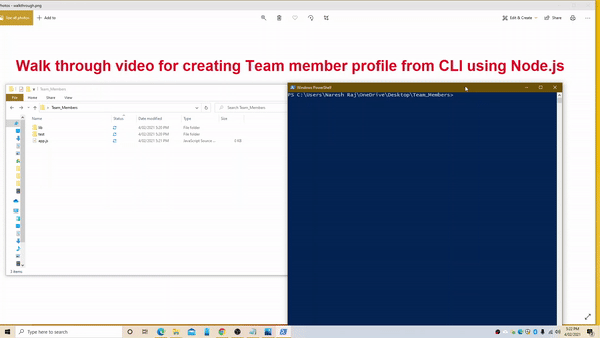 Photos - walkthrough.png
See all photos
Add to
Edit & Create
Share
Walk through video for creating Team member profile from CLI using Node.js
Team_Members
File
Home
Share
View
Team_Members
Search Team_Members
Name
Status
Date modified
Type
Size
lib
4/02/2021 5:20 PM
File folder
test
4/02/2021 5:20 PM
File folder
app.js
4/02/2021 5:21 PM
JavaScript Source ...
3 items
Windows PowerShell
PS C:\Users\Naresh Raj\OneDrive\Desktop\Team_Members>
Type here to search
5:22 PM
4/02/2021